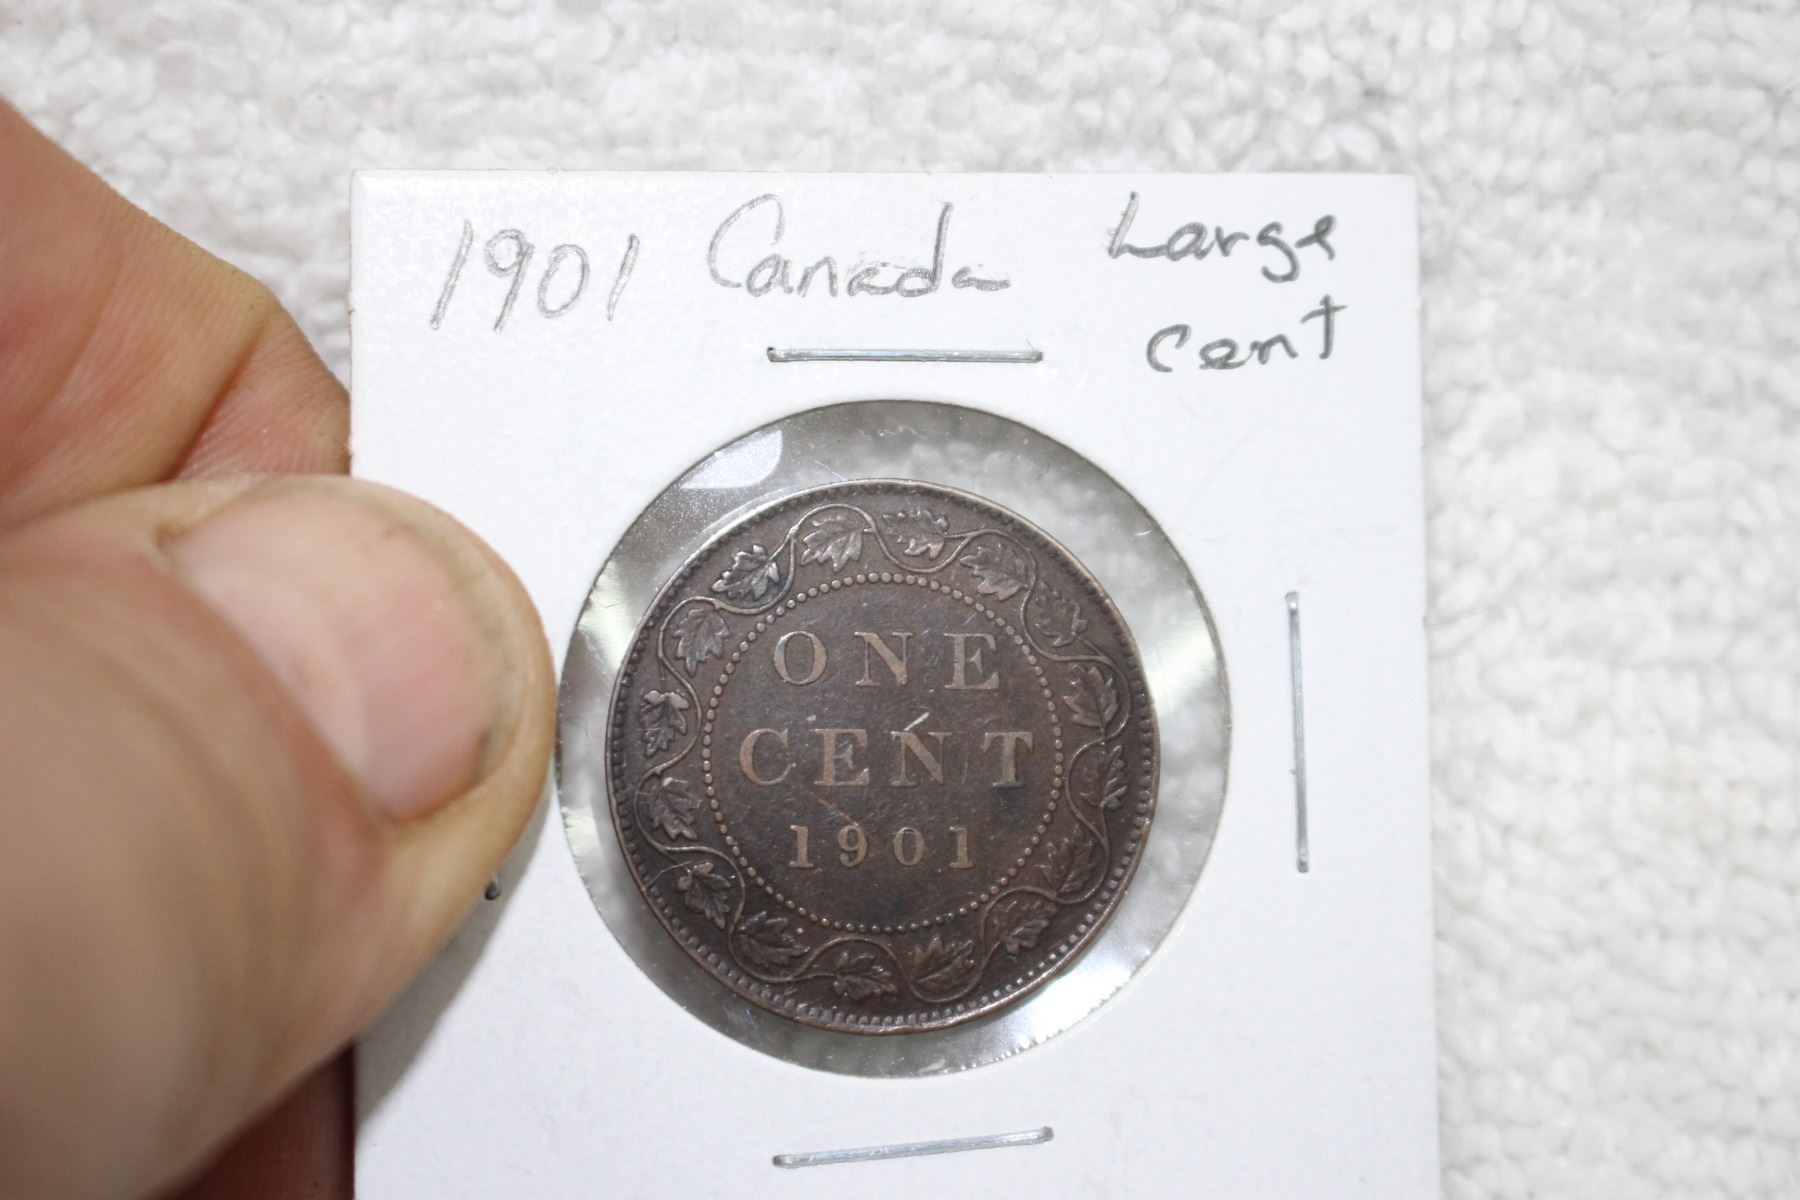 1901 Canada Large
cent
ONE
CENT
1901